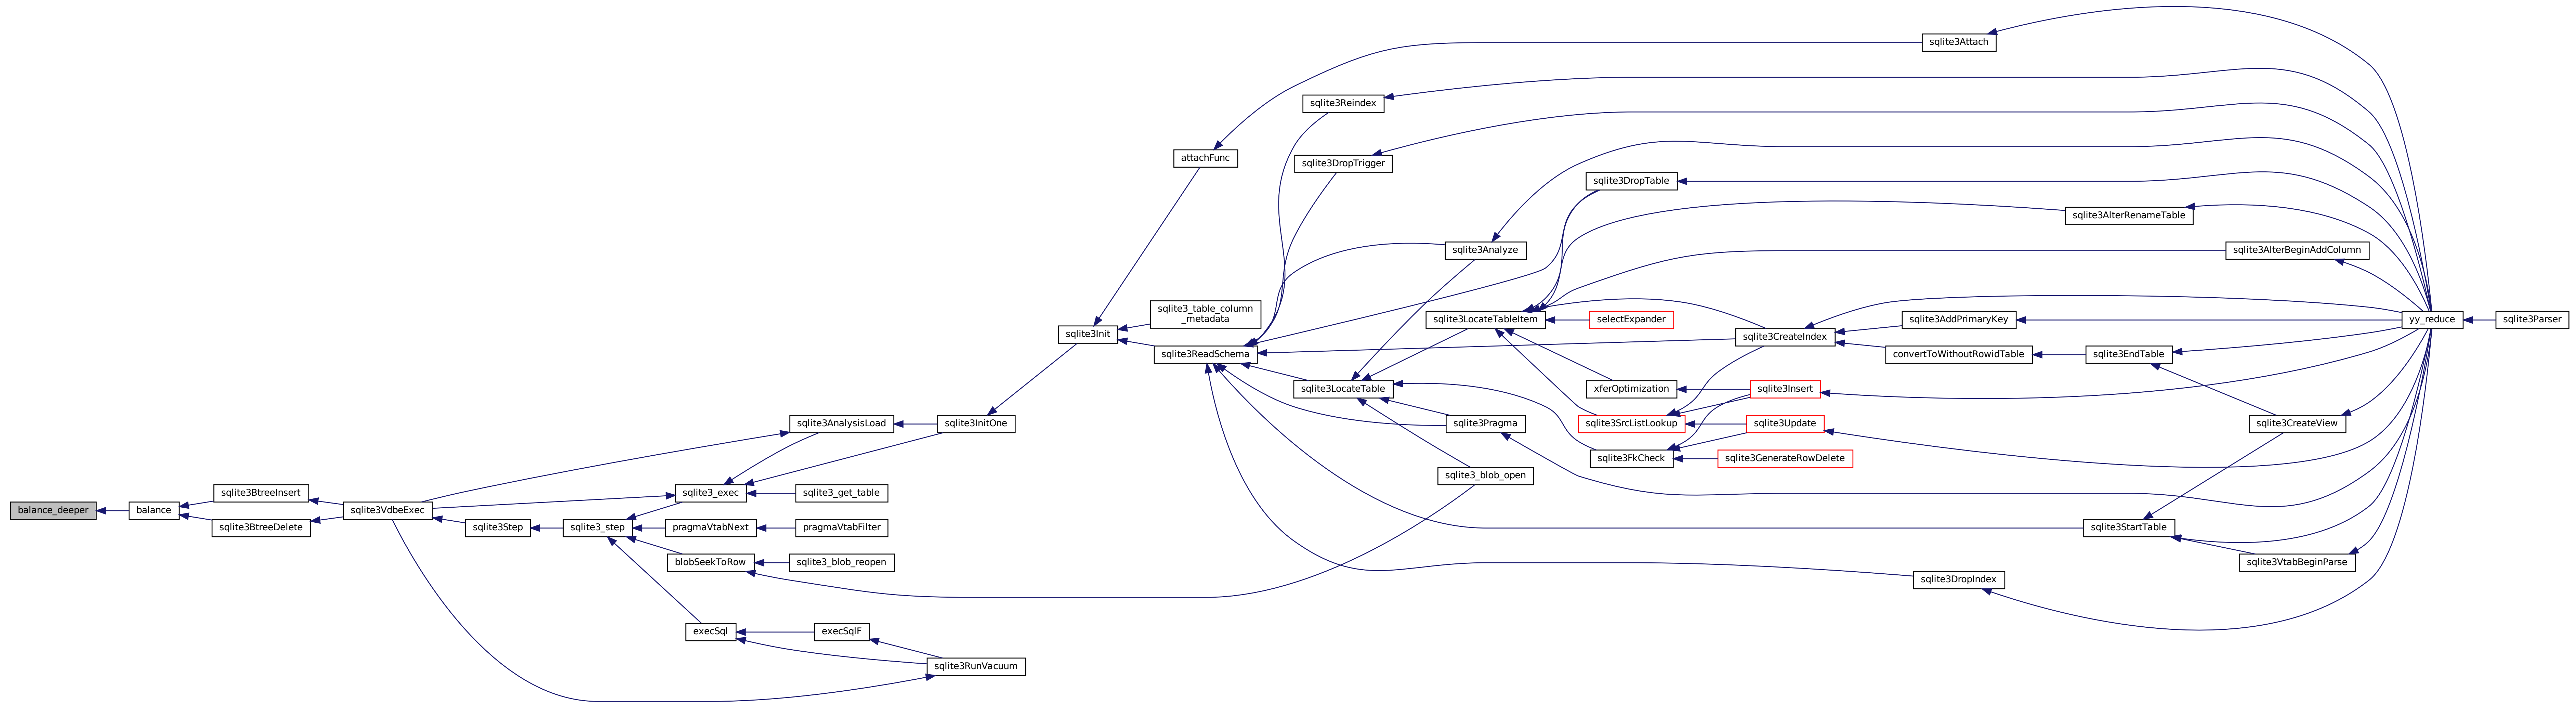 balance_deeper
balance
sqlite3BtreeInsert
sqlite3BtreeDelete
sqlite3VdbeExec
sqlite3Step
sqlite3_step
sqlite3_exec
pragmaVtabNext
blobSeekToRow
execSql
sqlite3AnalysisLoad
sqlite3_get_table
pragmaVtabFilter
sqlite3_blob_reopen
execSqlF
sqlite3InitOne
sqlite3RunVacuum
sqlite3Init
attachFunc
sqlite3_table_column
_metadata
sqlite3ReadSchema
sqlite3Reindex
sqlite3DropTrigger
sqlite3LocateTable
sqlite3Analyze
sqlite3LocateTableItem
sqlite3Pragma
sqlite3_blob_open
sqlite3DropTable
selectExpander
xferOptimization
sqlite3SrcListLookup
sqlite3FkCheck
sqlite3CreateIndex
sqlite3Insert
sqlite3Update
sqlite3GenerateRowDelete
sqlite3Attach
sqlite3AddPrimaryKey
convertToWithoutRowidTable
sqlite3DropIndex
sqlite3AlterRenameTable
sqlite3EndTable
sqlite3StartTable
sqlite3AlterBeginAddColumn
sqlite3CreateView
sqlite3VtabBeginParse
yy_reduce
sqlite3Parser